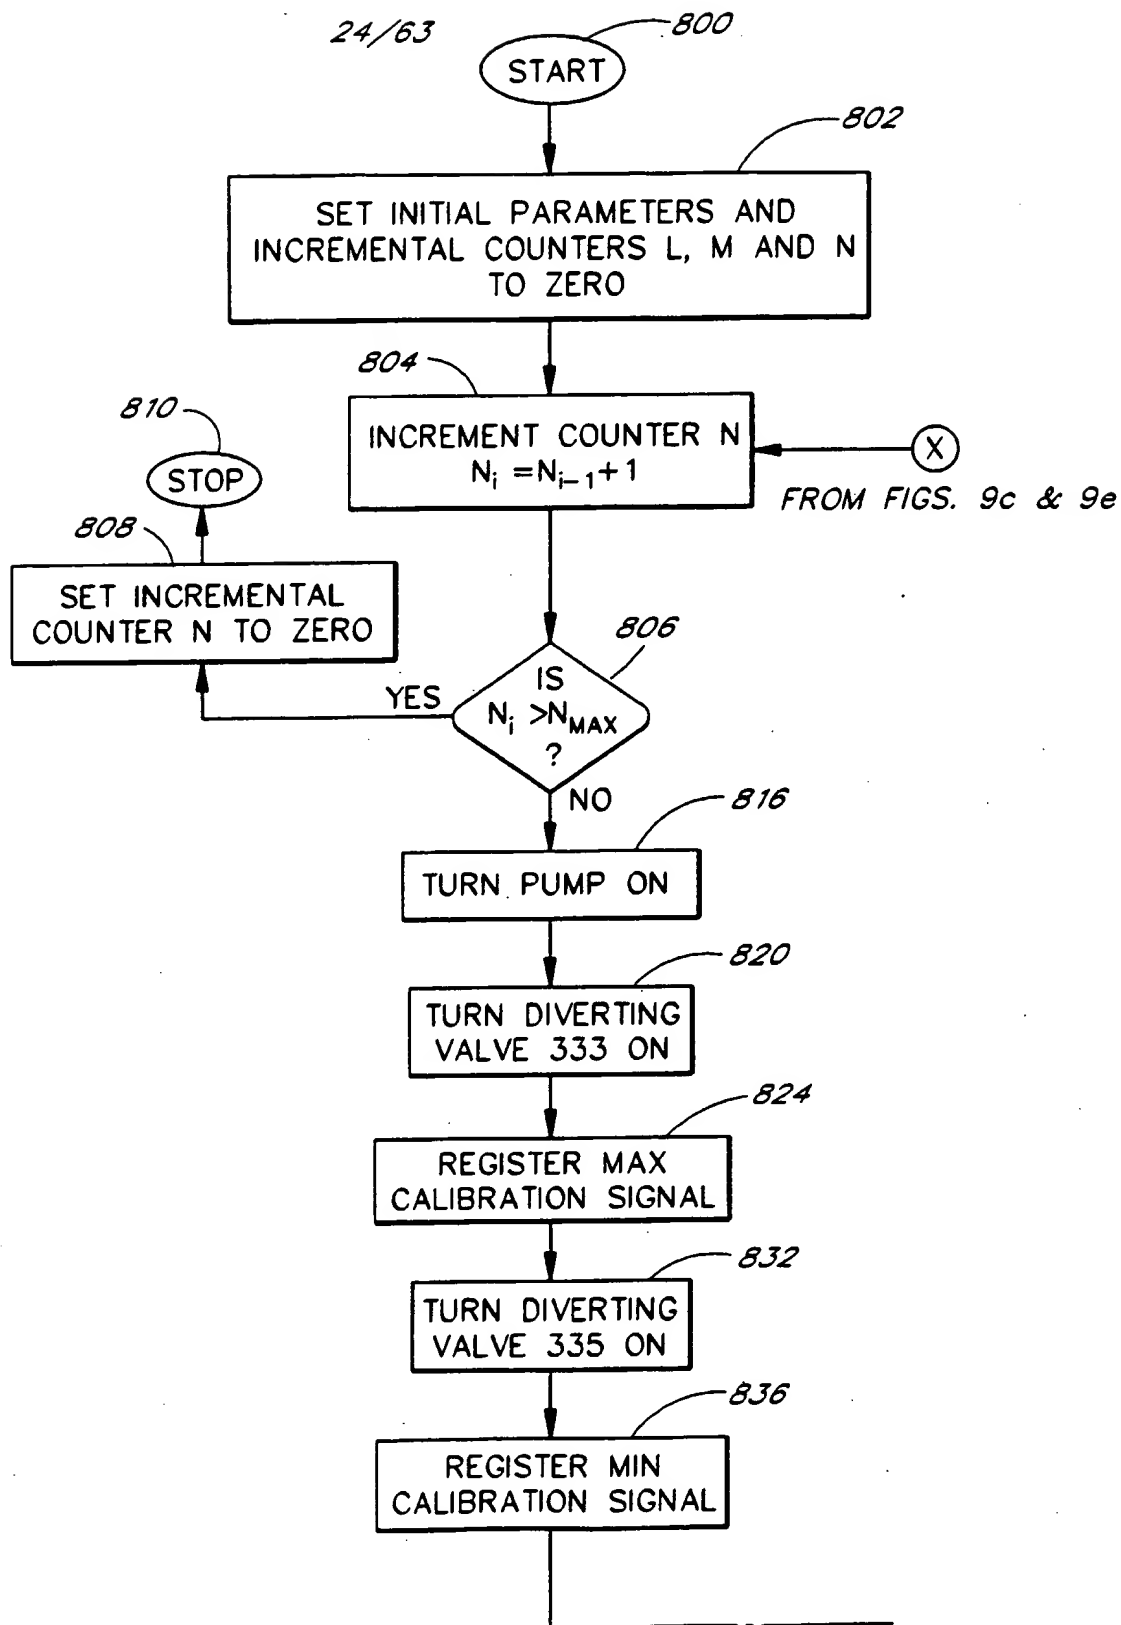 24/63
800
START
802
SET INITIAL PARAMETERS AND
INCREMENTAL COUNTERS L, M AND N
TO ZERO
804
INCREMENT COUNTER N
N_i = N_{i-1} + 1
X
FROM FIGS. 9c & 9e
810
STOP
808
SET INCREMENTAL
COUNTER N TO ZERO
806
IS
N_i >N_MAX
?
YES
NO
816
TURN PUMP ON
820
TURN DIVERTING
VALVE 333 ON
824
REGISTER MAX
CALIBRATION SIGNAL
832
TURN DIVERTING
VALVE 335 ON
836
REGISTER MIN
CALIBRATION SIGNAL